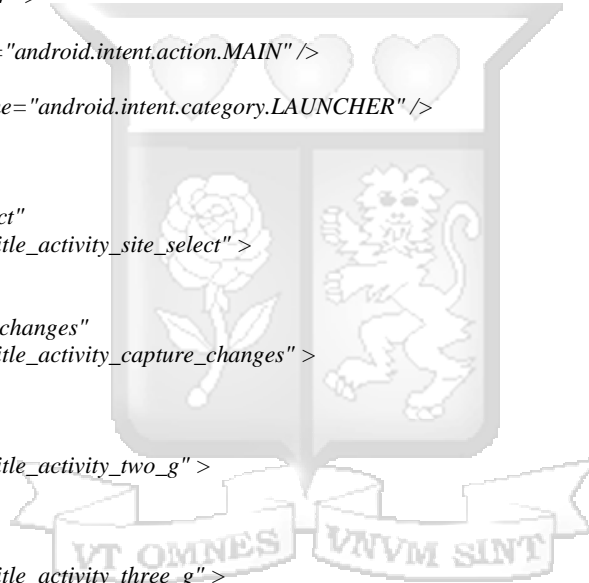 ="android.intent.action.MAIN" />
e="android.intent.category.LAUNCHER" />
ct"
itle_activity_site_select" >
changes"
itle_activity_capture_changes" >
itle_activity_two_g" >
itle_activity_three_g" >
VT OMNES VNVM SINT